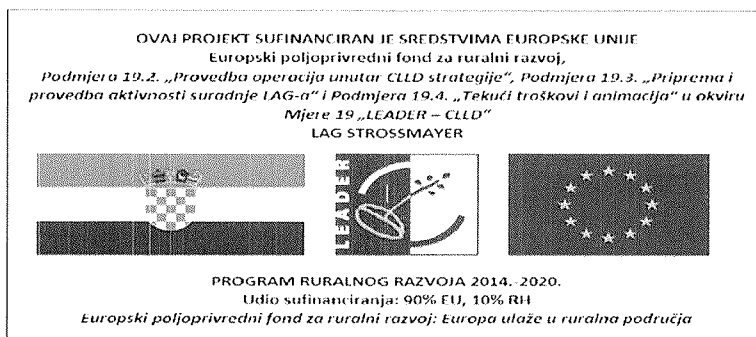 OVAJ PROJEKT SUFINANCIRAN JE SREDSTVIMA EUROPSKE UNIJE
Europski poljoprivredni fond za ruralni razvoj,
Podmjera 19.2. „Provedba operacija unutar CLLD strategije“, Podmjera 19.3. „Priprema i
provedba aktivnosti suradnje LAG-a“ i Podmjera 19.4. „Tekući troškovi i animacija“ u okviru
Mjere 19 „LEADER – CLLD“
LAG STROSSMAYER
LEADER
PROGRAM RURALNOG RAZVOJA 2014.-2020.
Udio sufinanciranja: 90% EU, 10% RH
Europski poljoprivredni fond za ruralni razvoj: Europa ulaže u ruralna područja